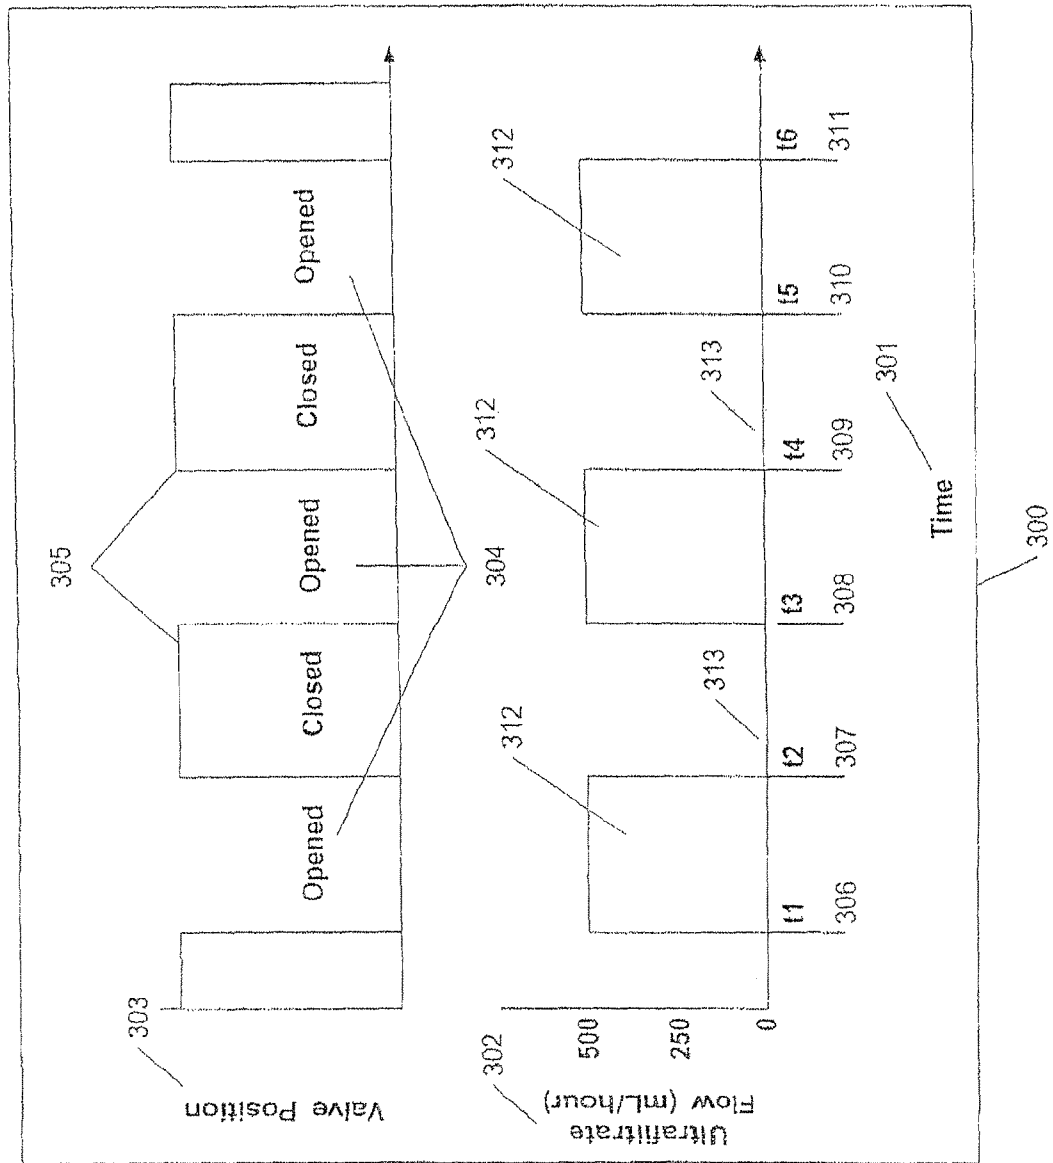 Valve Position
303
305
Opened
Closed
Opened
Closed
Opened
304
Ultrafiltrate
Flow (mL/hour)
302
500
250
0
312
312
312
313
313
t1
t2
t3
t4
t5
t6
306
307
308
309
310
311
Time
301
300